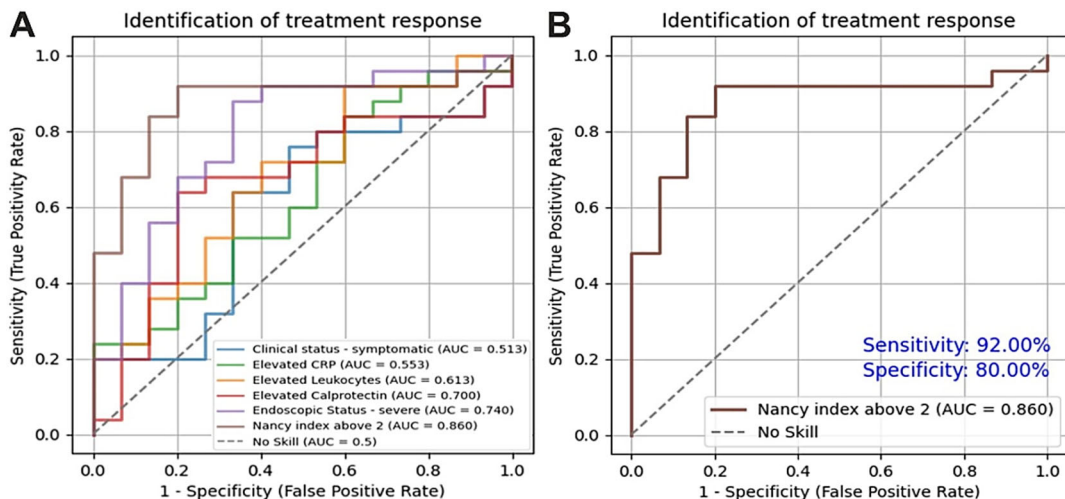 A
Identification of treatment response
Sensitivity (True Positivity Rate)
1.0
0.8
0.6
0.4
0.2
0.0
Clinical status - symptomatic (AUC = 0.513)
Elevated CRP (AUC = 0.553)
Elevated Leukocytes (AUC = 0.613)
Elevated Calprotectin (AUC = 0.700)
Endoscopic Status - severe (AUC = 0.740)
Nancy index above 2 (AUC = 0.860)
No Skill (AUC = 0.5)
0.0 0.2 0.4 0.6 0.8 1.0
1 - Specificity (False Positive Rate)
B
Identification of treatment response
Sensitivity (True Positivity Rate)
1.0
0.8
0.6
0.4
0.2
0.0
Sensitivity: 92.00%
Specificity: 80.00%
Nancy index above 2 (AUC = 0.860)
No Skill
0.0 0.2 0.4 0.6 0.8 1.0
1 - Specificity (False Positive Rate)